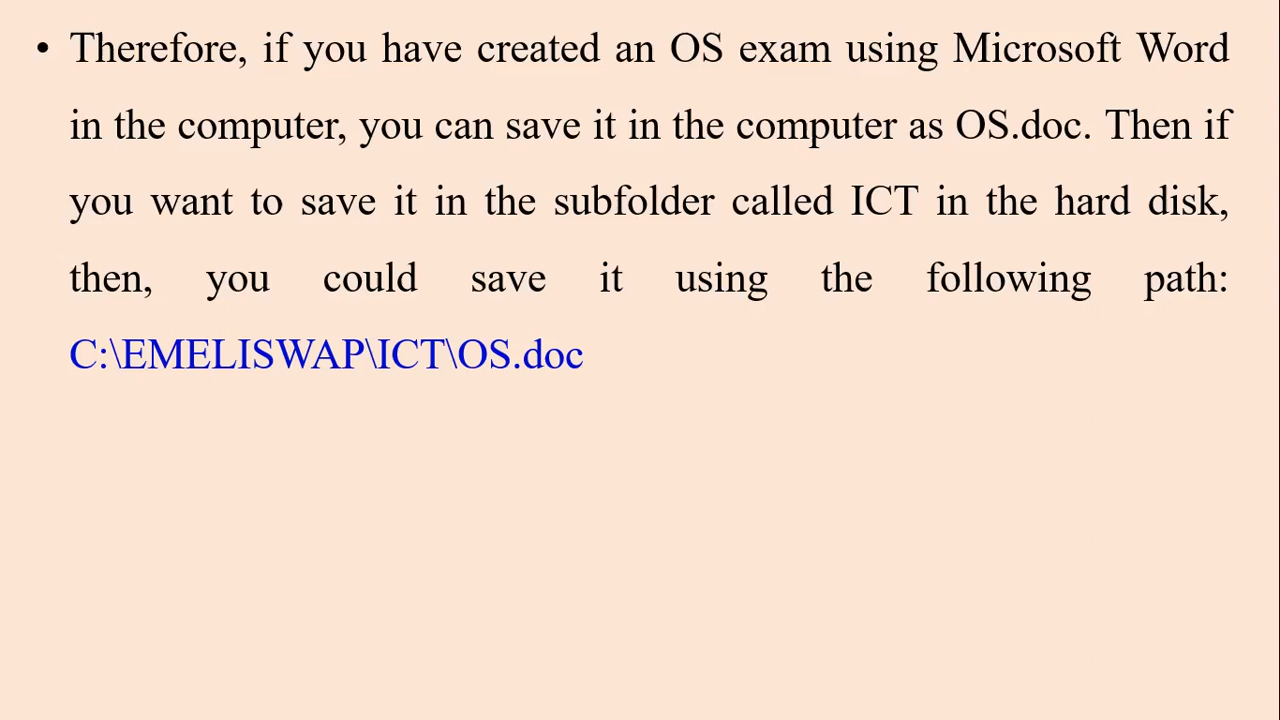 • Therefore, if you have created an OS exam using Microsoft Word
in the computer, you can save it in the computer as OS.doc. Then if
you want to save it in the subfolder called ICT in the hard disk,
then, you could save it using the following path:
C:\EMELISWAP\ICT\OS.doc